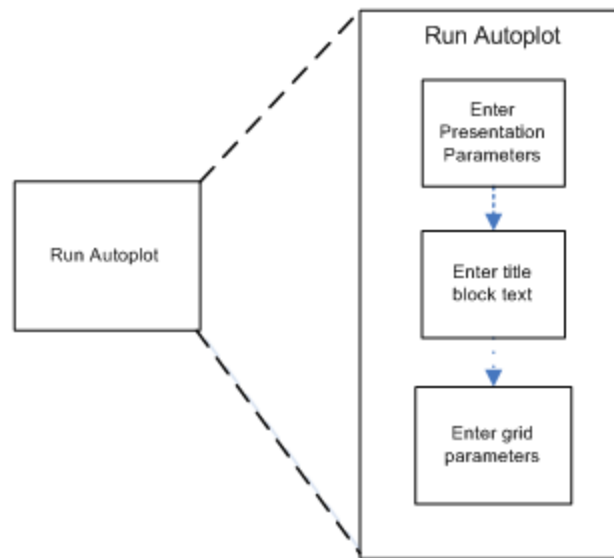 Run Autoplot
Run Autoplot
Enter
Presentation
Parameters
Enter title
block text
Enter grid
parameters